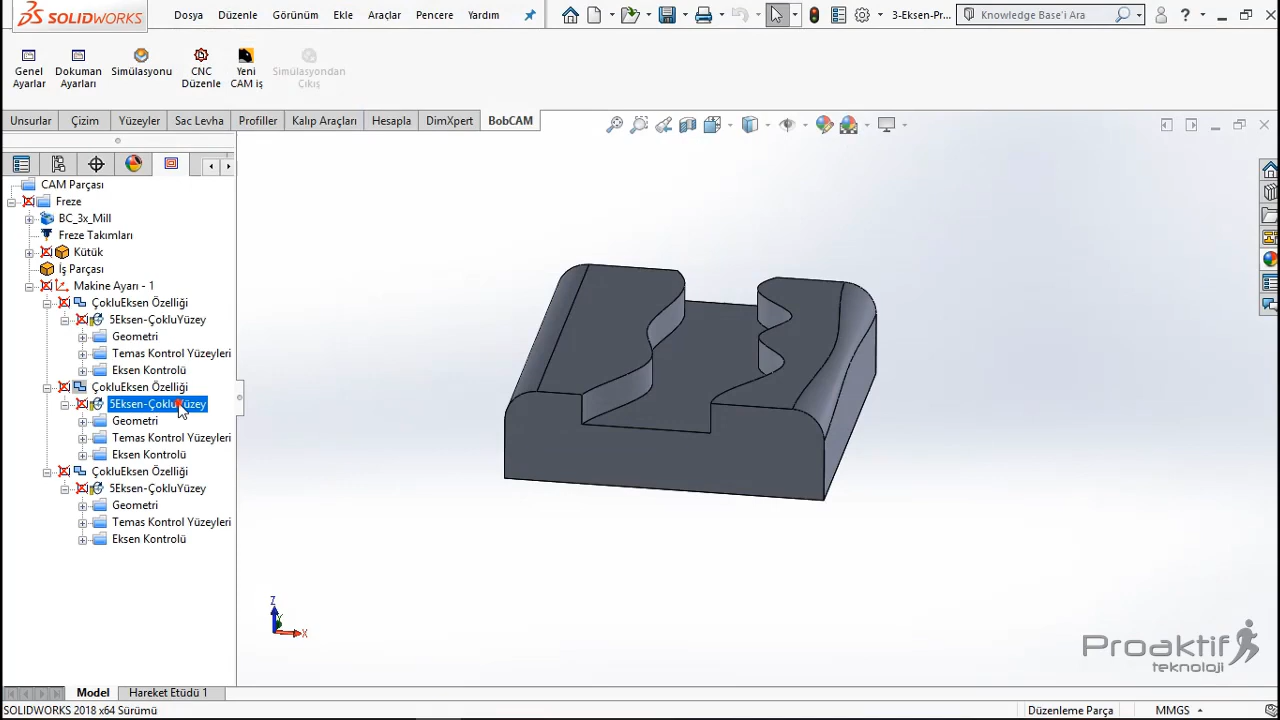 SOLIDWORKS
Dosya Düzenle Görünüm Ekle Araçlar Pencere Yardım
3-Eksen-Pr...
Knowledge Base'i Ara
?
Genel Ayarlar
Dokuman Ayarları
Simülasyonu
CNC Düzenle
Yeni CAM iş
Simülasyondan Çıkış
Unsurlar Çizim Yüzeyler Sac Levha Profiller Kalıp Araçları Hesapla DimXpert BobCAM
CAM Parçası
Freze
BC_3x_Mill
Freze Takımları
Kütük
İş Parçası
Makine Ayarı - 1
ÇokluEksen Özelliği
5Eksen-ÇokluYüzey
Geometri
Temas Kontrol Yüzeyleri
Eksen Kontrolü
ÇokluEksen Özelliği
5Eksen-ÇokluYüzey
Geometri
Temas Kontrol Yüzeyleri
Eksen Kontrolü
ÇokluEksen Özelliği
5Eksen-ÇokluYüzey
Geometri
Temas Kontrol Yüzeyleri
Eksen Kontrolü
Z
Y
X
Proaktif
teknoloji
Model Hareket Etüdü 1
SOLIDWORKS 2018 x64 Sürümü
Düzenleme Parça
MMGS